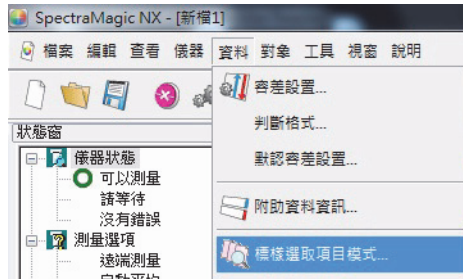 SpectraMagic NX - [新檔1]
檔案 編輯 查看 儀器 資料 對象 工具 視窗 說明
容差設置...
判斷格式...
默認容差設置...
附助資料資訊...
標樣選取項目模式...
狀態窗
儀器狀態
可以測量
請等待
沒有錯誤
測量選項
遠端測量
自動平均